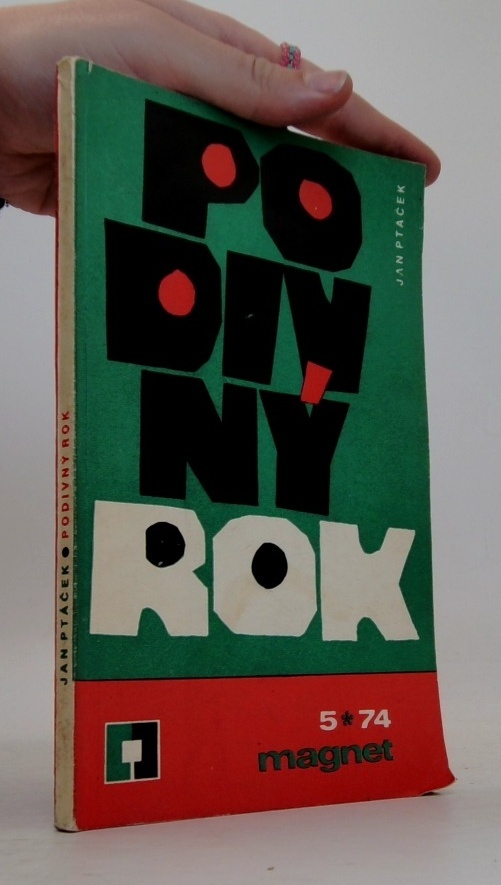 PO
DIV
NÝ
ROK
JAN PTÁČEK
5*74
magnet
JAN PTÁČEK ● PODIVNÝ ROK